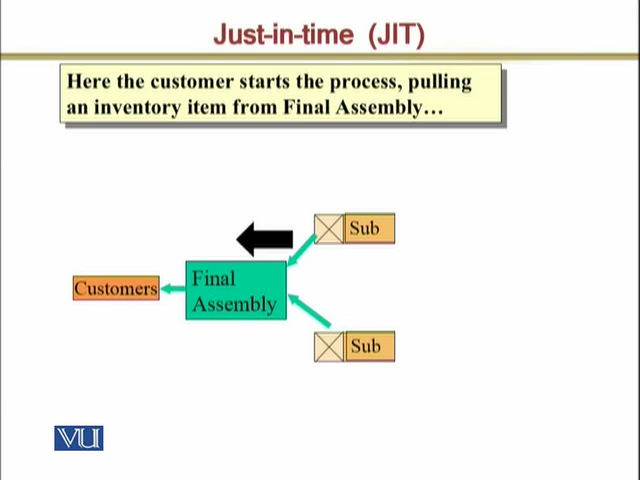 Just-in-time (JIT)
Here the customer starts the process, pulling
an inventory item from Final Assembly…
Sub
Final
Assembly
Customers
Sub
VU